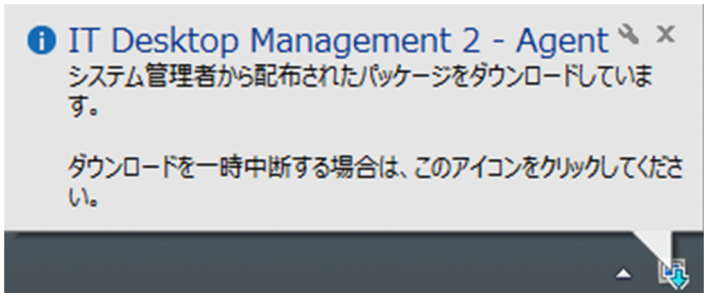 IT Desktop Management 2 - Agent
システム管理者から配布されたパッケージをダウンロードしていま
す。
ダウンロードを一時中断する場合は、このアイコンをクリックしてくださ
い。